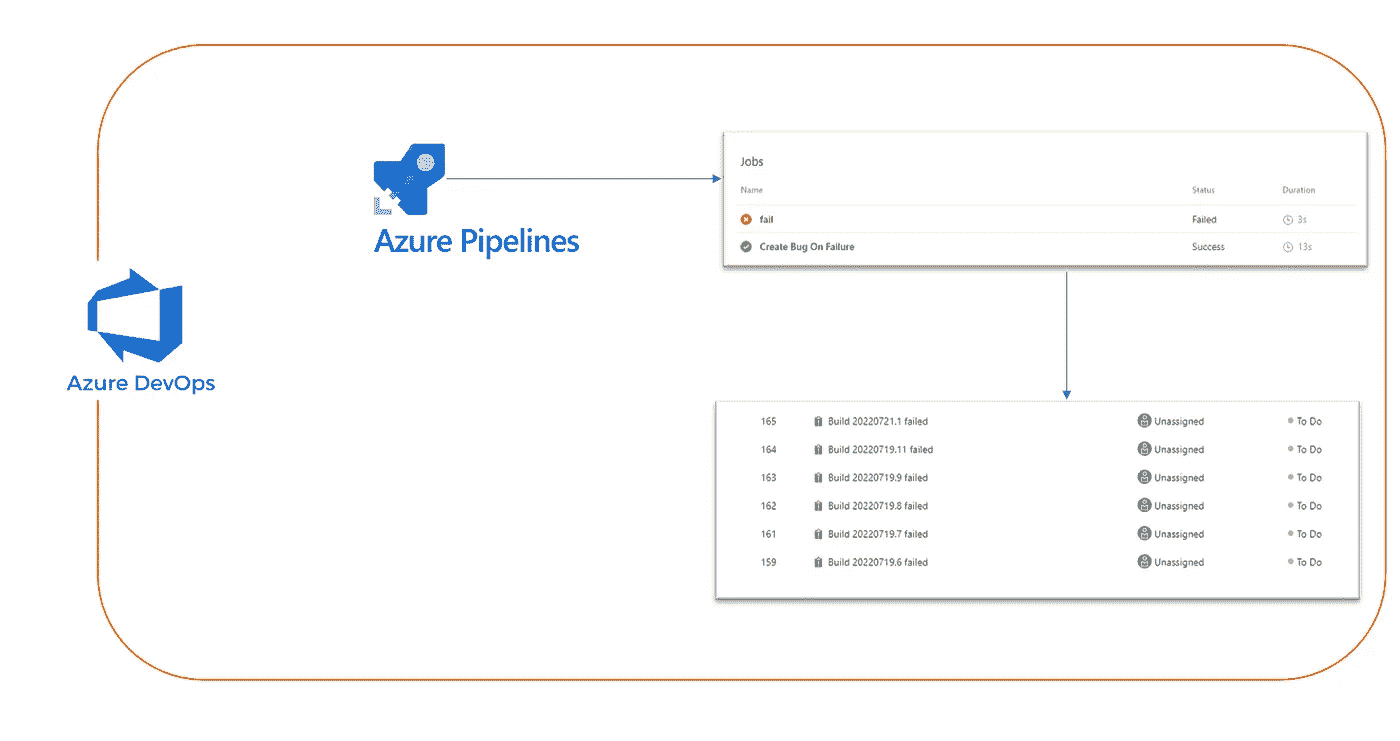 Azure Pipelines
Azure DevOps
Jobs
Name Status Duration
fail Failed 3s
Create Bug On Failure Success 13s
165 Build 20220721.1 failed Unassigned To Do
164 Build 20220719.11 failed Unassigned To Do
163 Build 20220719.9 failed Unassigned To Do
162 Build 20220719.8 failed Unassigned To Do
161 Build 20220719.7 failed Unassigned To Do
159 Build 20220719.6 failed Unassigned To Do